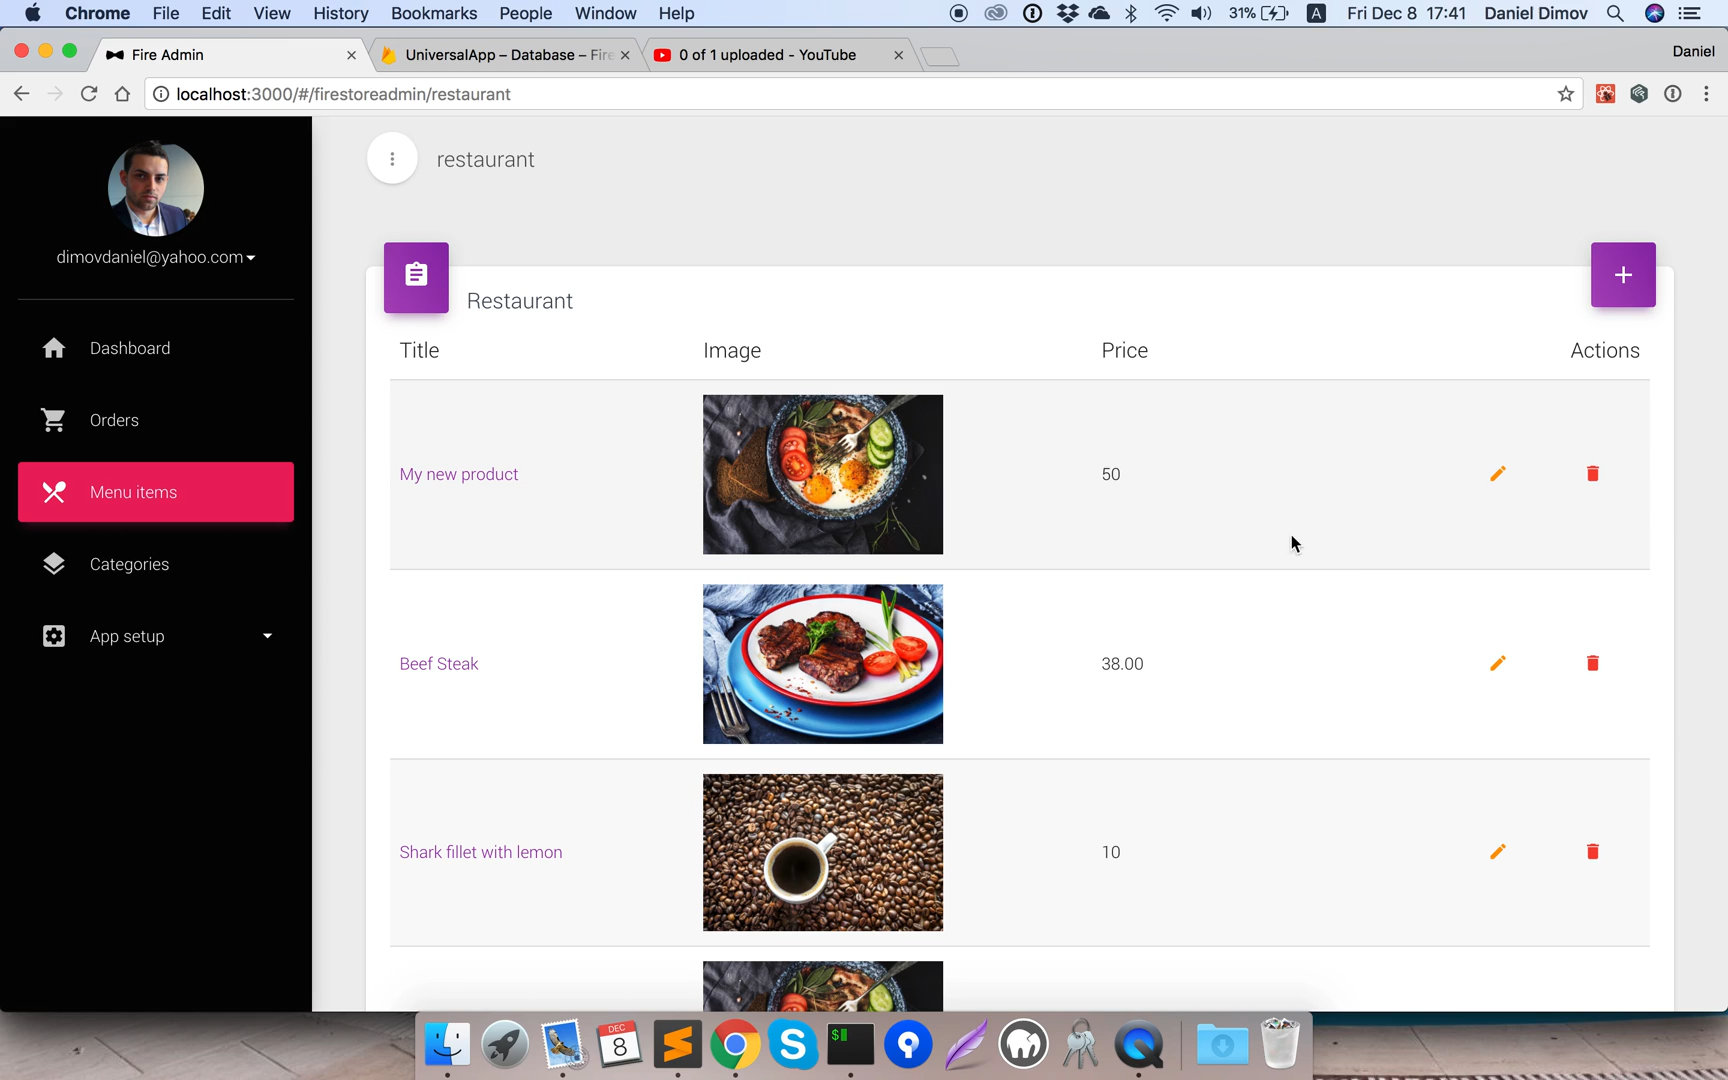 Chrome File Edit View History Bookmarks People Window Help 31% A Fri Dec 8 17:41 Daniel Dimov
Fire Admin
UniversalApp – Database – Fire
0 of 1 uploaded - YouTube
Daniel
localhost:3000/#/firestoreadmin/restaurant
dimovdaniel@yahoo.com
Dashboard
Orders
Menu items
Categories
App setup
restaurant
Restaurant
Title Image Price Actions
My new product 50
Beef Steak 38.00
Shark fillet with lemon 10
DEC
8
$